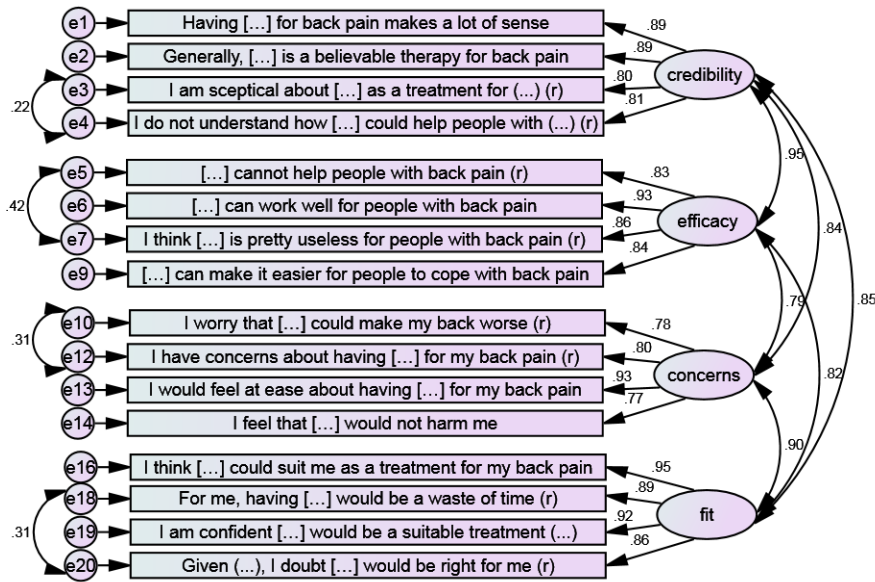 e1 Having [...] for back pain makes a lot of sense .89
e2 Generally, [...] is a believable therapy for back pain .89
e3 I am sceptical about [...] as a treatment for (...) (r) .80
e4 I do not understand how [...] could help people with (...) (r) .81
.22
credibility
e5 [...] cannot help people with back pain (r) .83
e6 [...] can work well for people with back pain .93
e7 I think [...] is pretty useless for people with back pain (r) .86
e9 [...] can make it easier for people to cope with back pain .84
.42
efficacy
e10 I worry that [...] could make my back worse (r) .78
e12 I have concerns about having [...] for my back pain (r) .80
e13 I would feel at ease about having [...] for my back pain .93
e14 I feel that [...] would not harm me .77
.31
concerns
e16 I think [...] could suit me as a treatment for my back pain .95
e18 For me, having [...] would be a waste of time (r) .89
e19 I am confident [...] would be a suitable treatment (...) .92
e20 Given (...), I doubt [...] would be right for me (r) .86
.31
fit
.95
.84
.85
.79
.82
.90